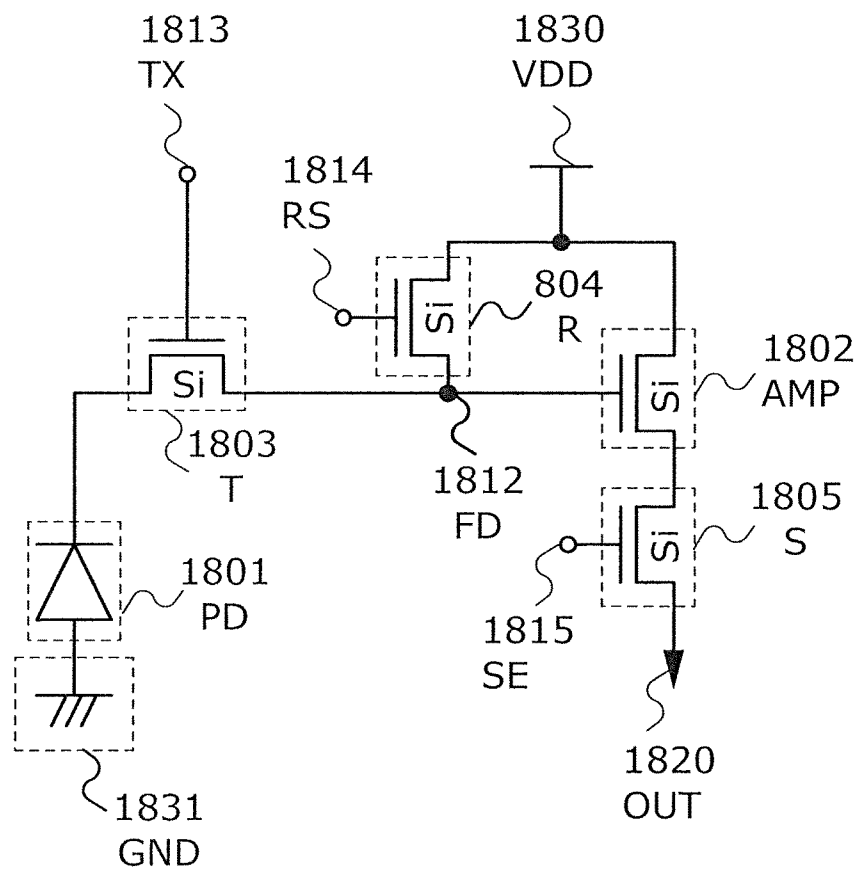 1813
TX
1830
VDD
1814
RS
Si
804
R
1802
AMP
Si
Si
1803
T
1812
FD
1805
S
Si
1801
PD
1815
SE
1820
OUT
1831
GND